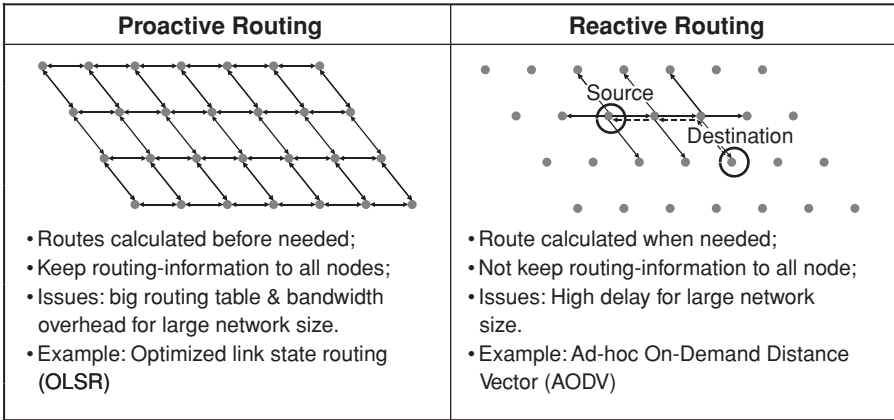 Proactive Routing
Reactive Routing
Source
Destination
• Routes calculated before needed;
• Keep routing-information to all nodes;
• Issues: big routing table & bandwidth
overhead for large network size.
• Example: Optimized link state routing
(OLSR)
• Route calculated when needed;
• Not keep routing-information to all node;
• Issues: High delay for large network
size.
• Example: Ad-hoc On-Demand Distance
Vector (AODV)